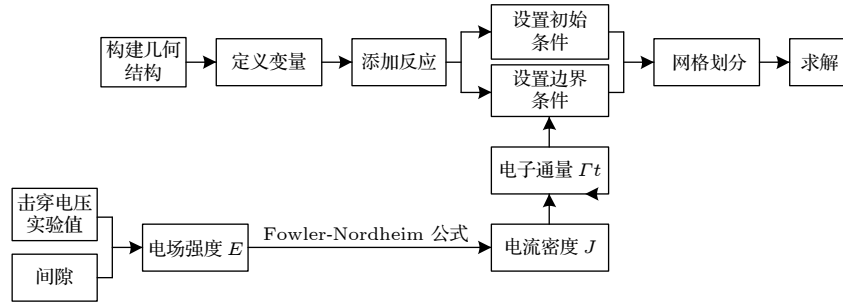 构建几何
结构
定义变量
添加反应
设置初始
条件
设置边界
条件
网格划分
求解
电子通量 Γt
击穿电压
实验值
间隙
电场强度 E
Fowler-Nordheim 公式
电流密度 J